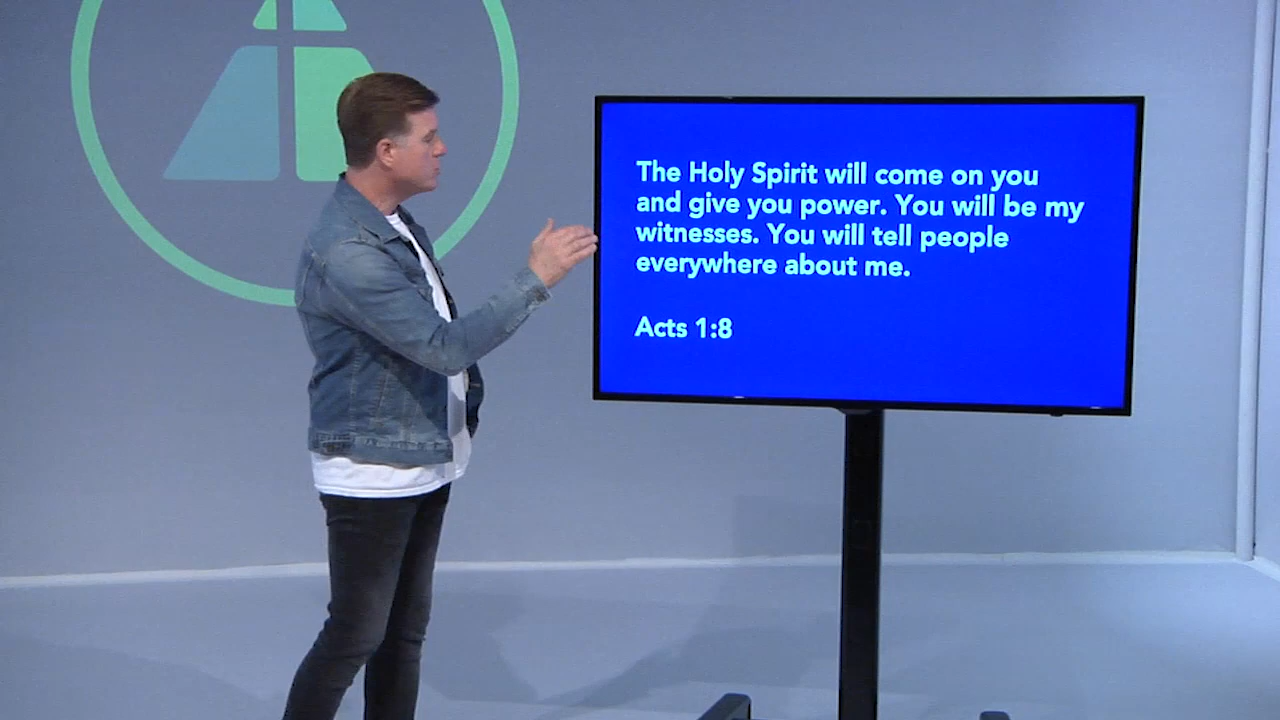 The Holy Spirit will come on you
and give you power. You will be my
witnesses. You will tell people
everywhere about me.
Acts 1:8